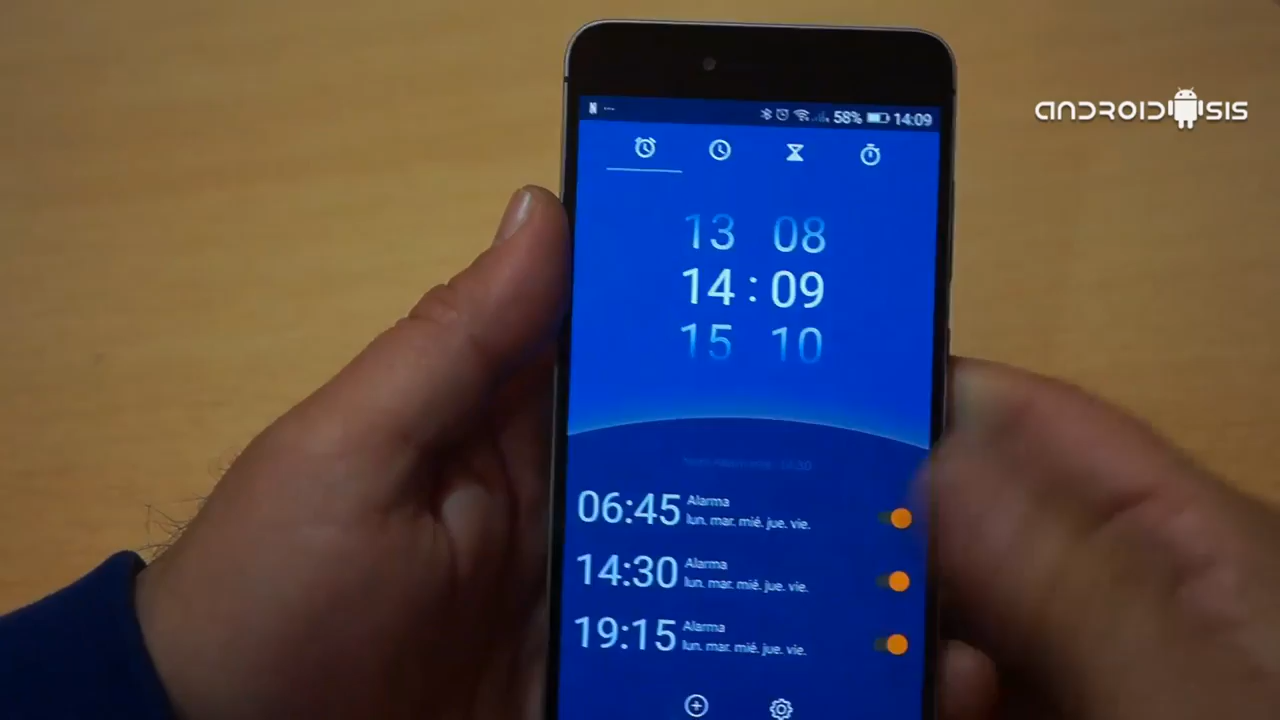 ANDROIDSIS
58% 14:09
13 08
14:09
15 10
06:45 Alarma
lun. mar. mié. jue. vie.
14:30 Alarma
lun. mar. mié. jue. vie.
19:15 Alarma
lun. mar. mié. jue. vie.